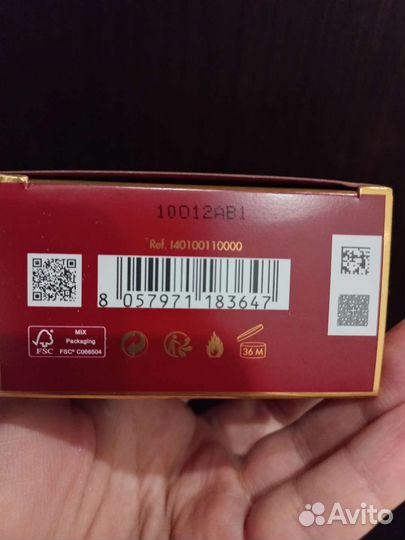 10012AB1
*Ref. I40100110000
8 057971 183647
MIX
Packaging
FSC® C066504
FSC
36 M
Avito